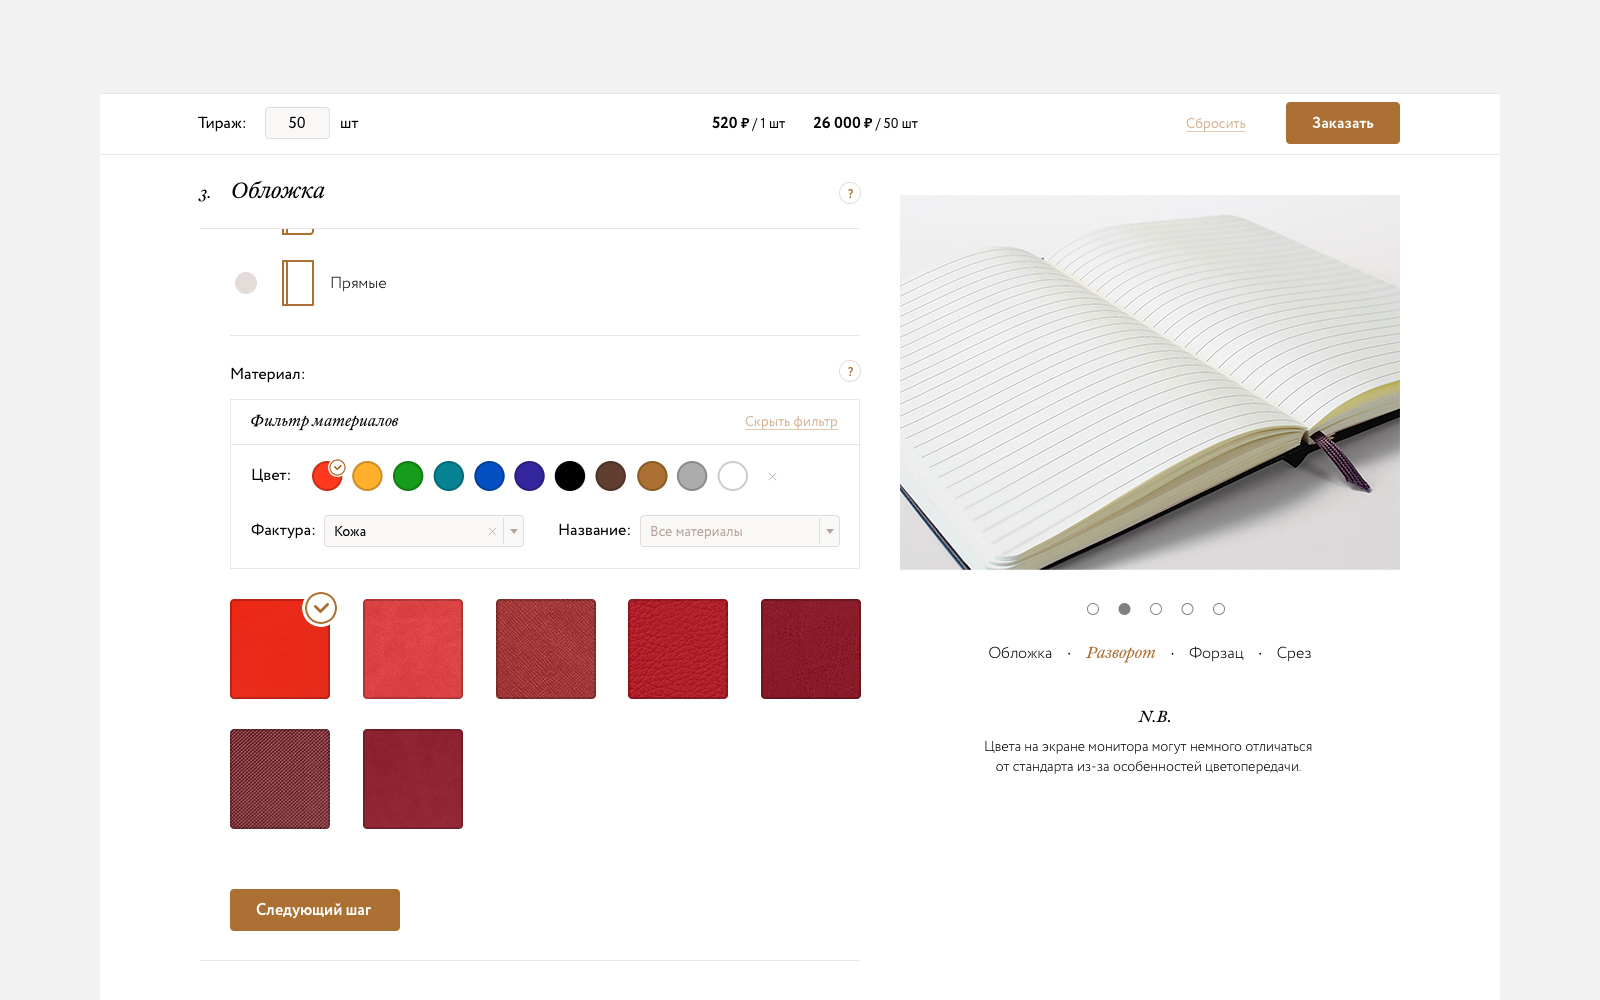 Тираж: 50 шт
520 ₽ / 1 шт 26 000 ₽ / 50 шт
Сбросить
Заказать
3. Обложка
?
Прямые
Материал:
?
Фильтр материалов
Скрыть фильтр
Цвет:
Фактура: Кожа
Название: Все материалы
Следующий шаг
Обложка · Разворот · Форзац · Срез
N.B.
Цвета на экране монитора могут немного отличаться
от стандарта из-за особенностей цветопередачи.